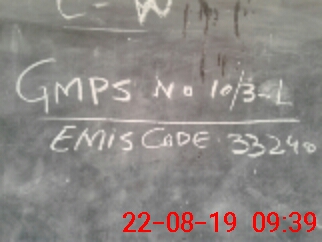 C-W
GMPS No 10/3-L
EMIS CODE 33240
22-08-19 09:39